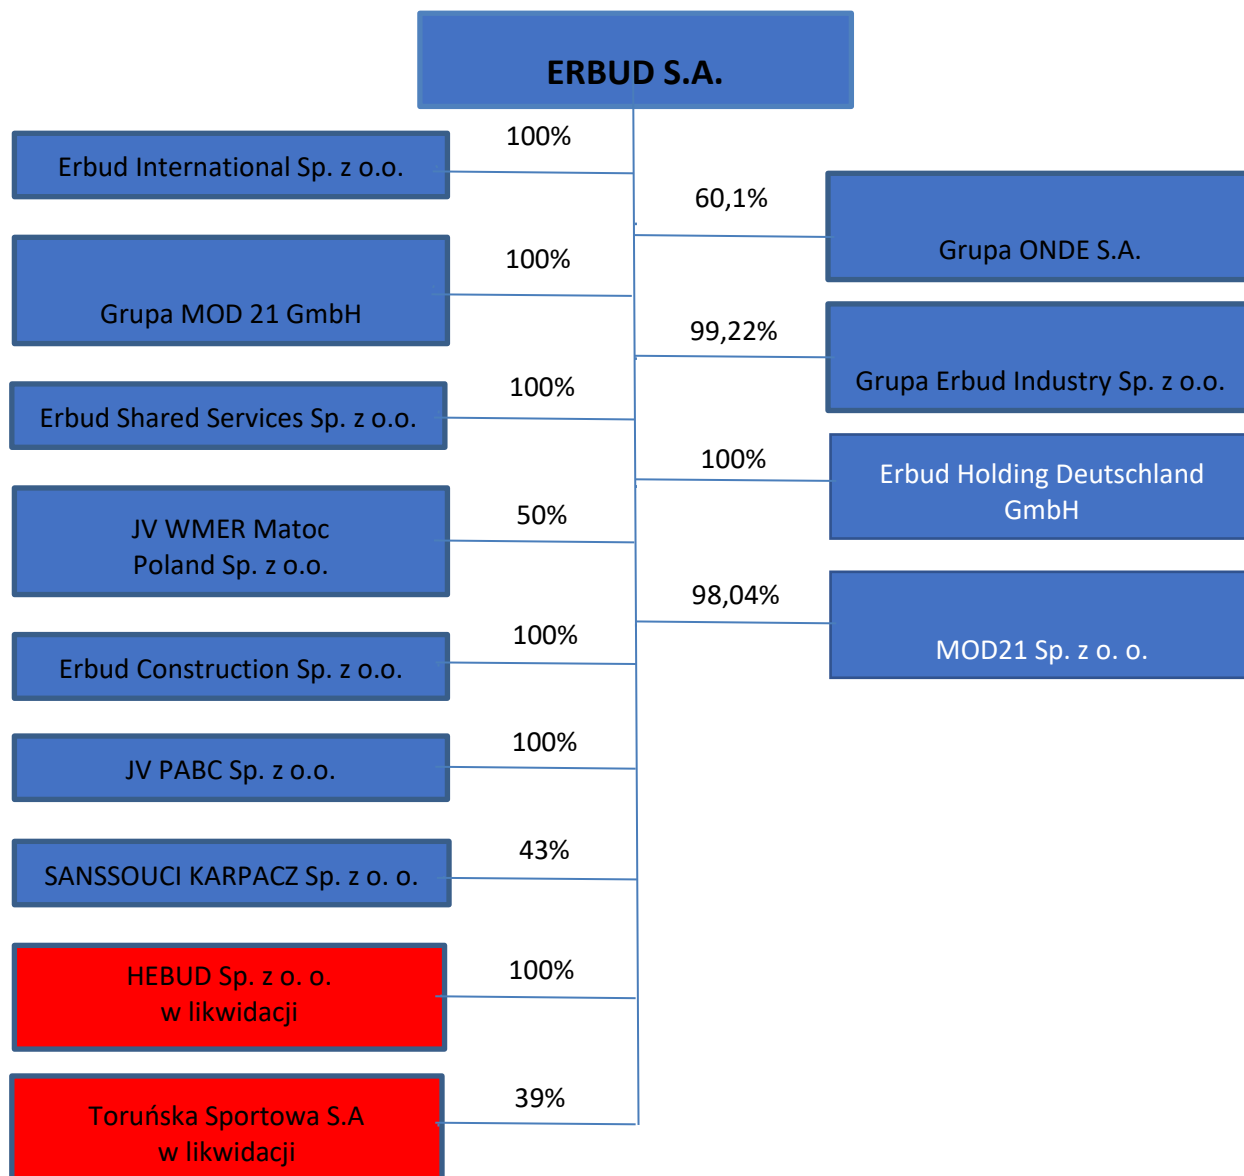 ERBUD S.A.
100%
Erbud International Sp. z o.o.
60,1%
Grupa ONDE S.A.
100%
Grupa MOD 21 GmbH
99,22%
Grupa Erbud Industry Sp. z o.o.
100%
Erbud Shared Services Sp. z o.o.
100%
Erbud Holding Deutschland
GmbH
50%
JV WMER Matoc
Poland Sp. z o.o.
98,04%
MOD21 Sp. z o. o.
100%
Erbud Construction Sp. z o.o.
100%
JV PABC Sp. z o.o.
43%
SANSSOUCI KARPACZ Sp. z o. o.
100%
HEBUD Sp. z o. o.
w likwidacji
39%
Toruńska Sportowa S.A
w likwidacji